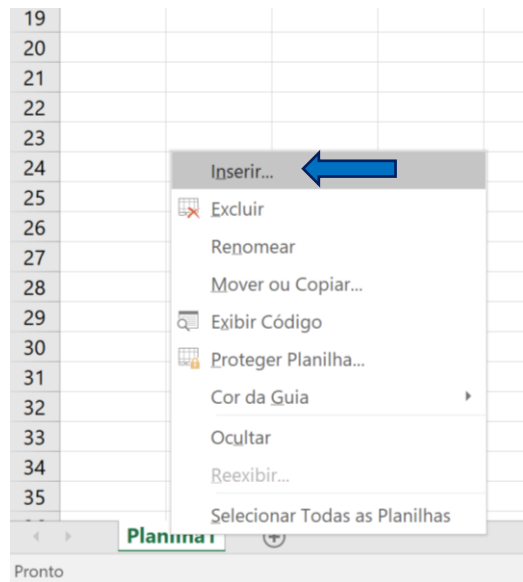 19
20
21
22
23
24
25
26
27
28
29
30
31
32
33
34
35
Inserir...
Excluir
Renomear
Mover ou Copiar...
Exibir Código
Proteger Planilha...
Cor da Guia
Ocultar
Reexibir...
Selecionar Todas as Planilhas
Planilha1
Pronto